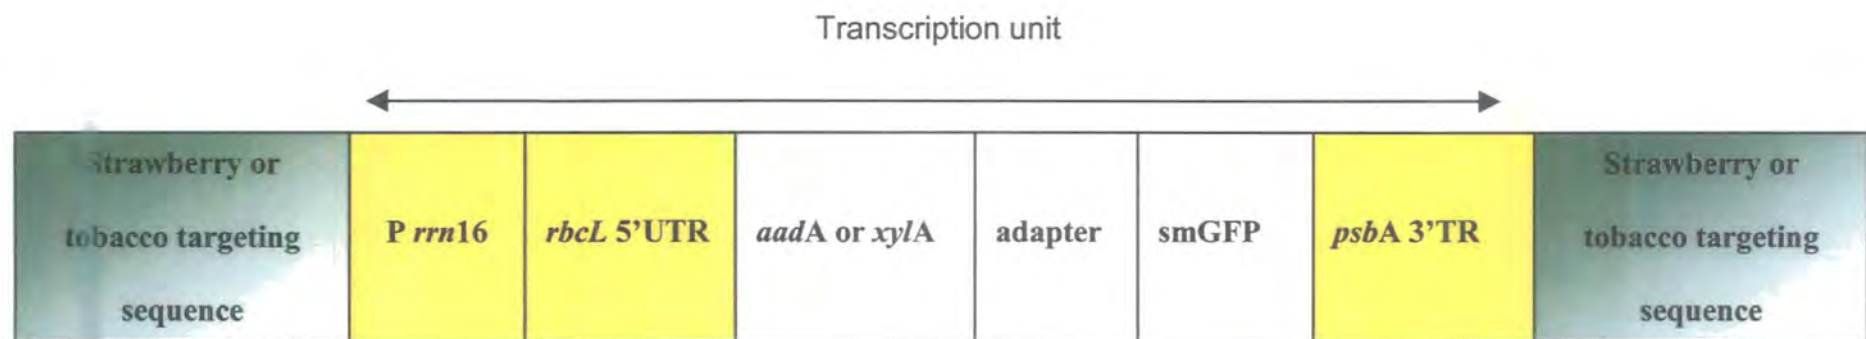 Transcription unit
Strawberry or
tobacco targeting
sequence
P rrn16
rbcL 5’UTR
aadA or xylA
adapter
smGFP
psbA 3’TR
Strawberry or
tobacco targeting
sequence